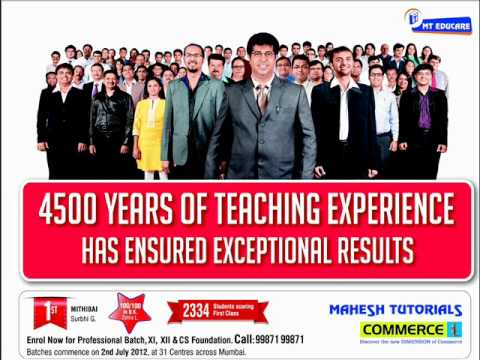 MT EDUCARE
4500 YEARS OF TEACHING EXPERIENCE
HAS ENSURED EXCEPTIONAL RESULTS
1ST
MITHIBAI
Surbhi G.
100/100
in B.K.
2334
Students scoring
First Class
MAHESH TUTORIALS
COMMERCE
Discover the new DIMENSION of Commerce
Enrol Now for Professional Batch, XI, XII & CS Foundation. Call: 99871 99871
Batches commence on 2nd July 2012, at 31 Centres across Mumbai.